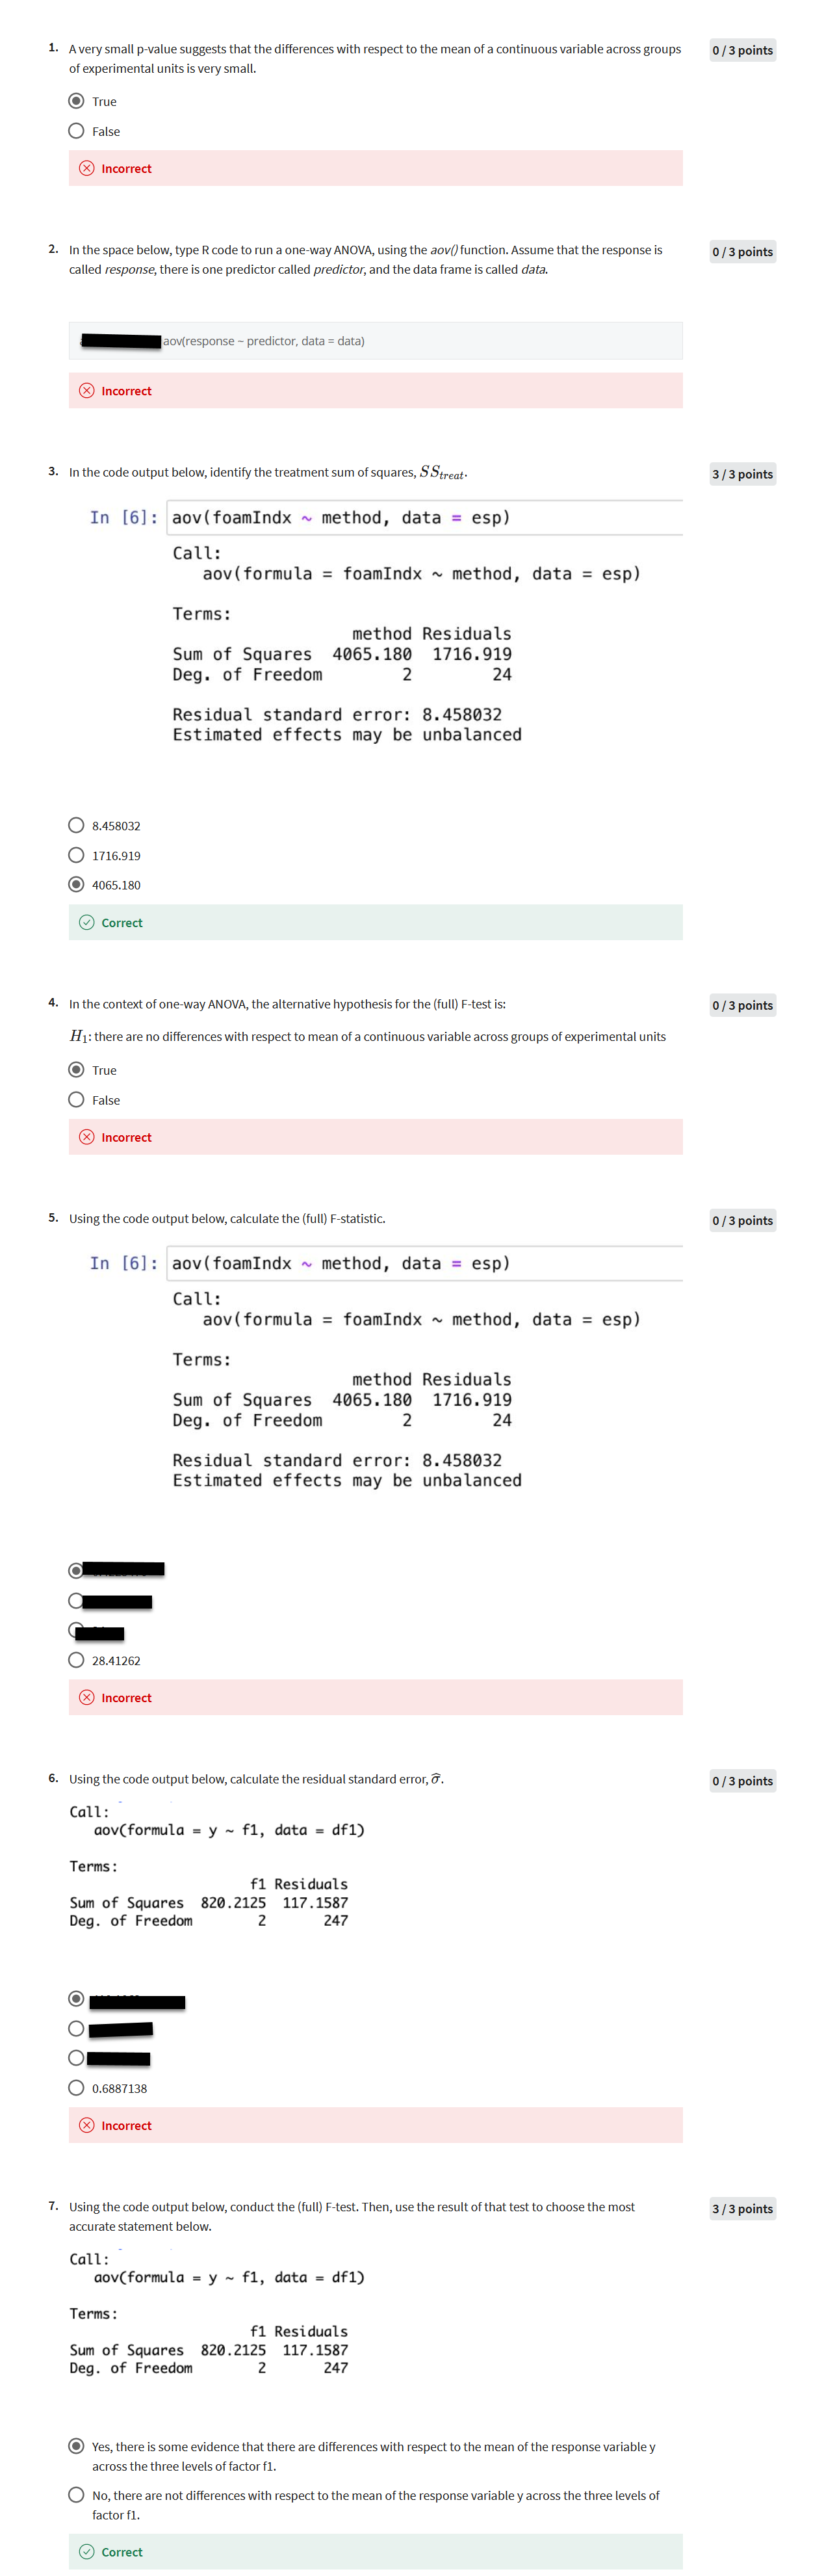 1. A very small p-value suggests that the differences with respect to the mean of a continuous variable across groups
of experimental units is very small.
0 / 3 points
True
False
Incorrect
2. In the space below, type R code to run a one-way ANOVA, using the aov() function. Assume that the response is
called response, there is one predictor called predictor, and the data frame is called data.
0 / 3 points
aov(response ~ predictor, data = data)
Incorrect
3. In the code output below, identify the treatment sum of squares, SStreat.
3 / 3 points
In [6]: aov(foamIndx ~ method, data = esp)
Call:
aov(formula = foamIndx ~ method, data = esp)
Terms:
method Residuals
Sum of Squares 4065.180 1716.919
Deg. of Freedom 2 24
Residual standard error: 8.458032
Estimated effects may be unbalanced
8.458032
1716.919
4065.180
Correct
4. In the context of one-way ANOVA, the alternative hypothesis for the (full) F-test is:
0 / 3 points
H1: there are no differences with respect to mean of a continuous variable across groups of experimental units
True
False
Incorrect
5. Using the code output below, calculate the (full) F-statistic.
0 / 3 points
In [6]: aov(foamIndx ~ method, data = esp)
Call:
aov(formula = foamIndx ~ method, data = esp)
Terms:
method Residuals
Sum of Squares 4065.180 1716.919
Deg. of Freedom 2 24
Residual standard error: 8.458032
Estimated effects may be unbalanced
28.41262
Incorrect
6. Using the code output below, calculate the residual standard error, σ̂.
0 / 3 points
Call:
aov(formula = y ~ f1, data = df1)
Terms:
f1 Residuals
Sum of Squares 820.2125 117.1587
Deg. of Freedom 2 247
0.6887138
Incorrect
7. Using the code output below, conduct the (full) F-test. Then, use the result of that test to choose the most
accurate statement below.
3 / 3 points
Call:
aov(formula = y ~ f1, data = df1)
Terms:
f1 Residuals
Sum of Squares 820.2125 117.1587
Deg. of Freedom 2 247
Yes, there is some evidence that there are differences with respect to the mean of the response variable y
across the three levels of factor f1.
No, there are not differences with respect to the mean of the response variable y across the three levels of
factor f1.
Correct